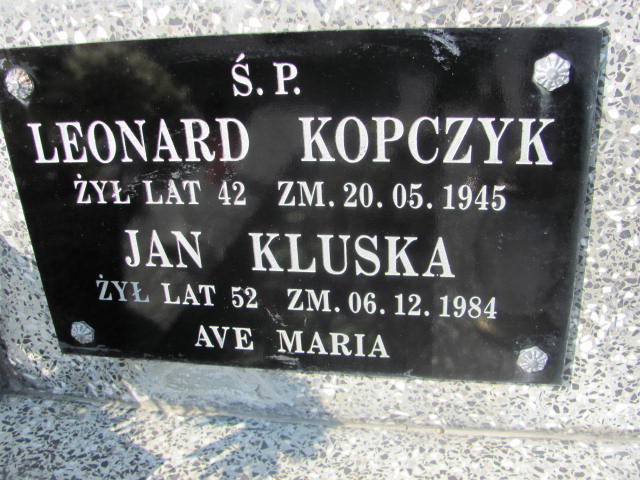 Ś. P.
LEONARD KOPCZYK
ŻYŁ LAT 42 ZM. 20. 05. 1945
JAN KLUSKA
ŻYŁ LAT 52 ZM. 06. 12. 1984
AVE MARIA